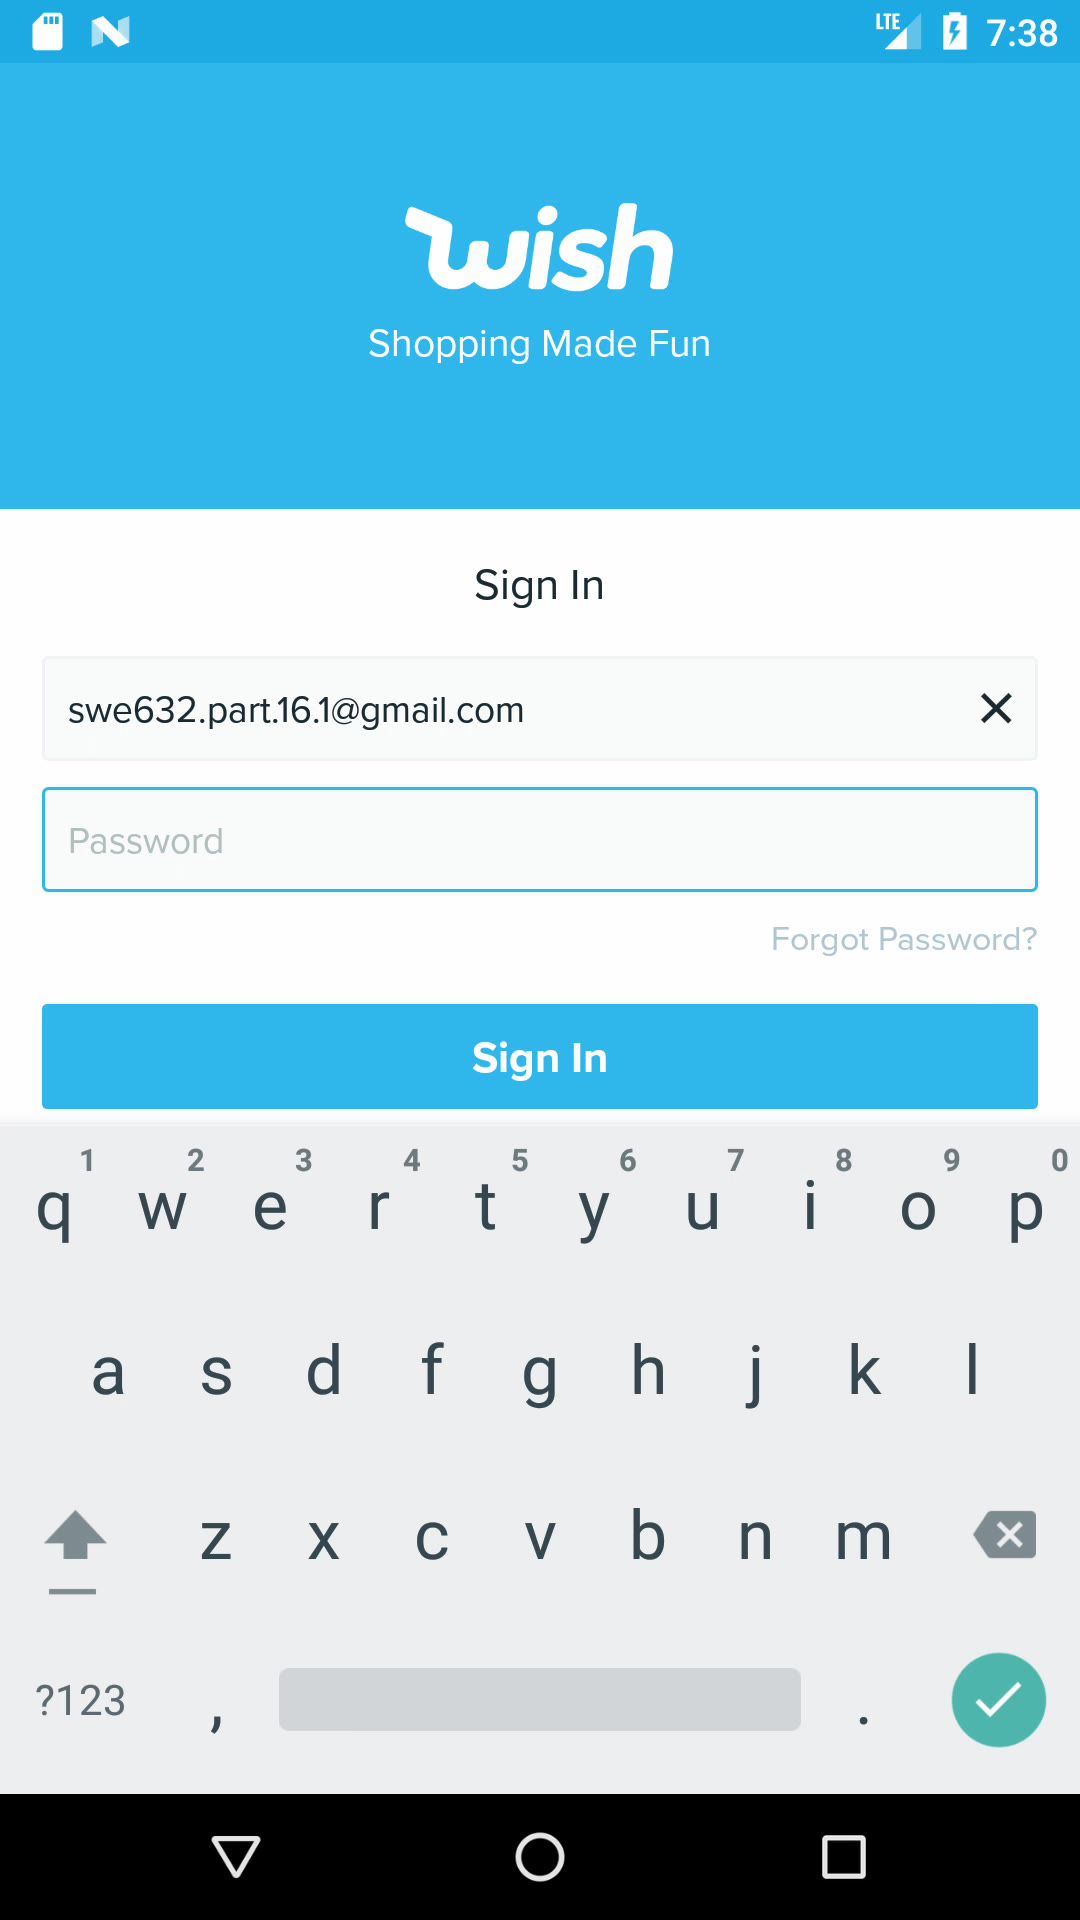 LTE 7:38
wish
Shopping Made Fun
Sign In
swe632.part.16.1@gmail.com
Password
Forgot Password?
Sign In
1 2 3 4 5 6 7 8 9 0
q w e r t y u i o p
a s d f g h j k l
z x c v b n m
?123 , .